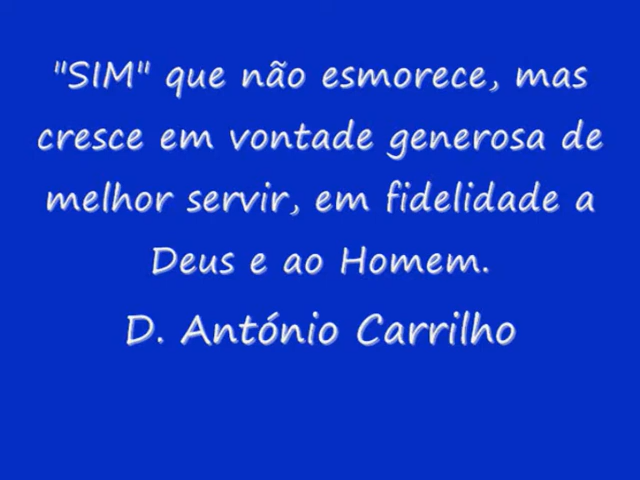 "SIM" que não esmorece, mas
cresce em vontade generosa de
melhor servir, em fidelidade a
Deus e ao Homem.
D. António Carrilho